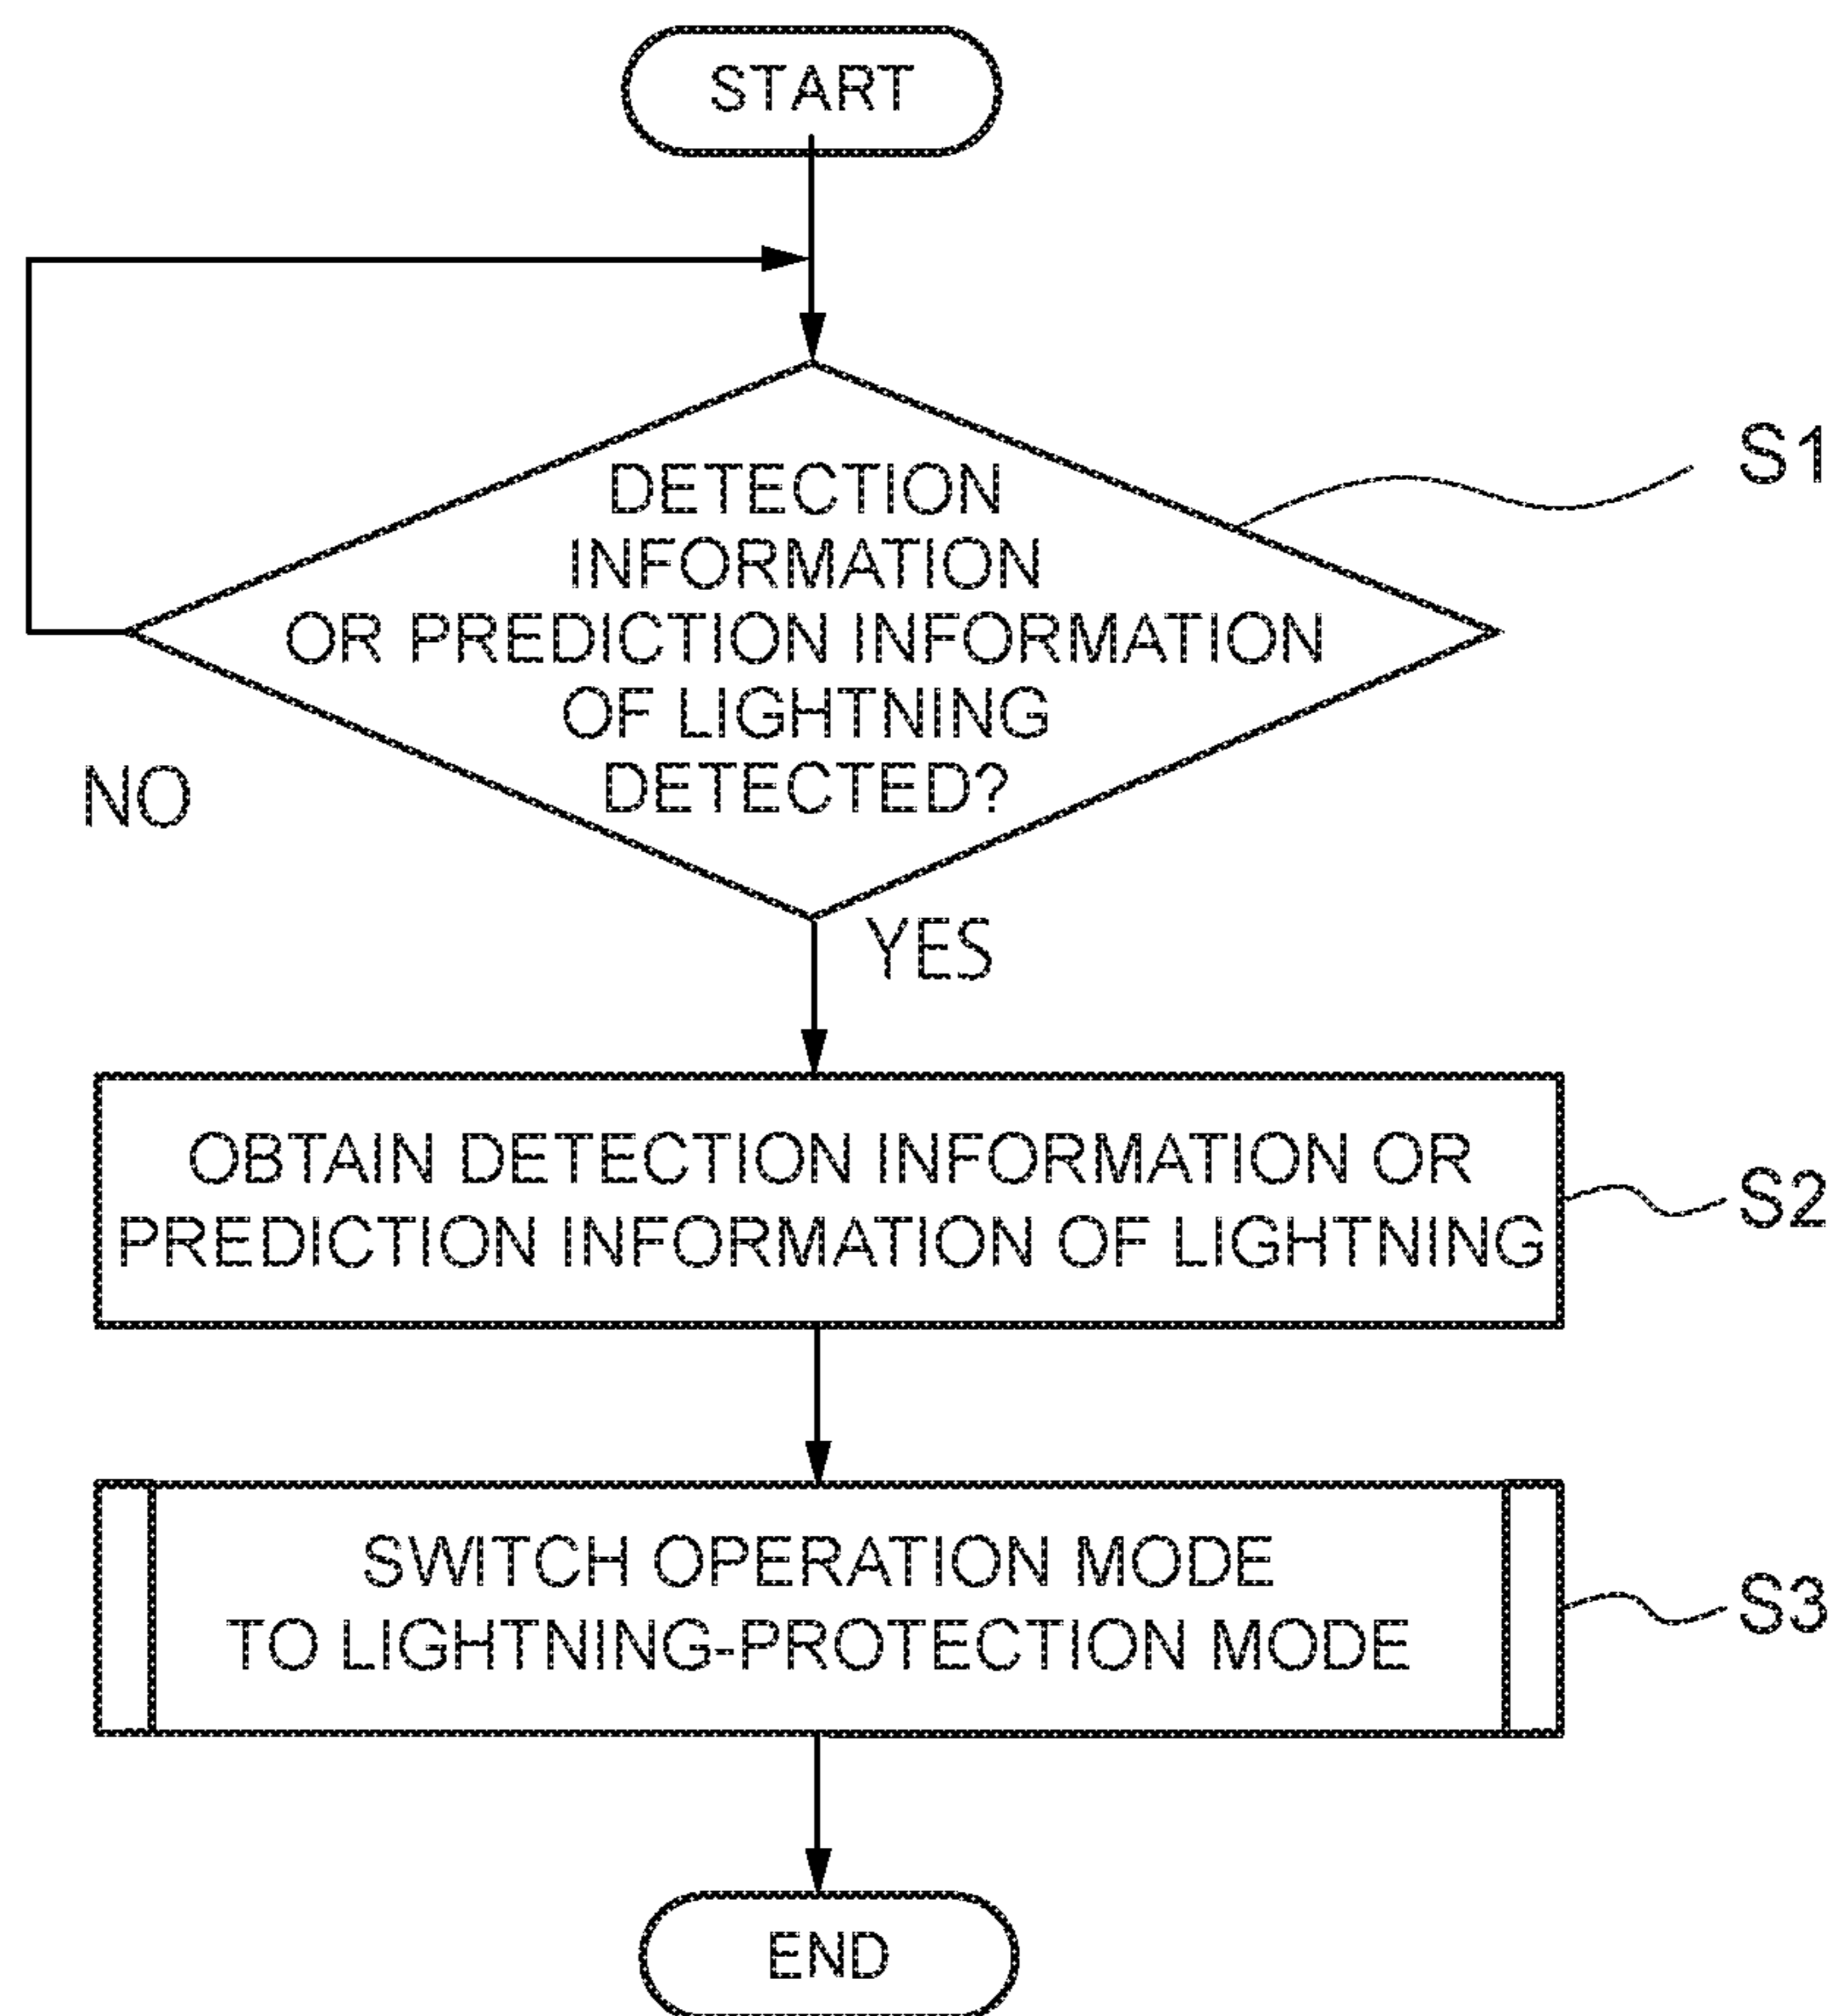 START
DETECTION
INFORMATION
OR PREDICTION INFORMATION
OF LIGHTNING
DETECTED?
S1
NO
YES
OBTAIN DETECTION INFORMATION OR
PREDICTION INFORMATION OF LIGHTNING
S2
SWITCH OPERATION MODE
TO LIGHTNING-PROTECTION MODE
S3
END